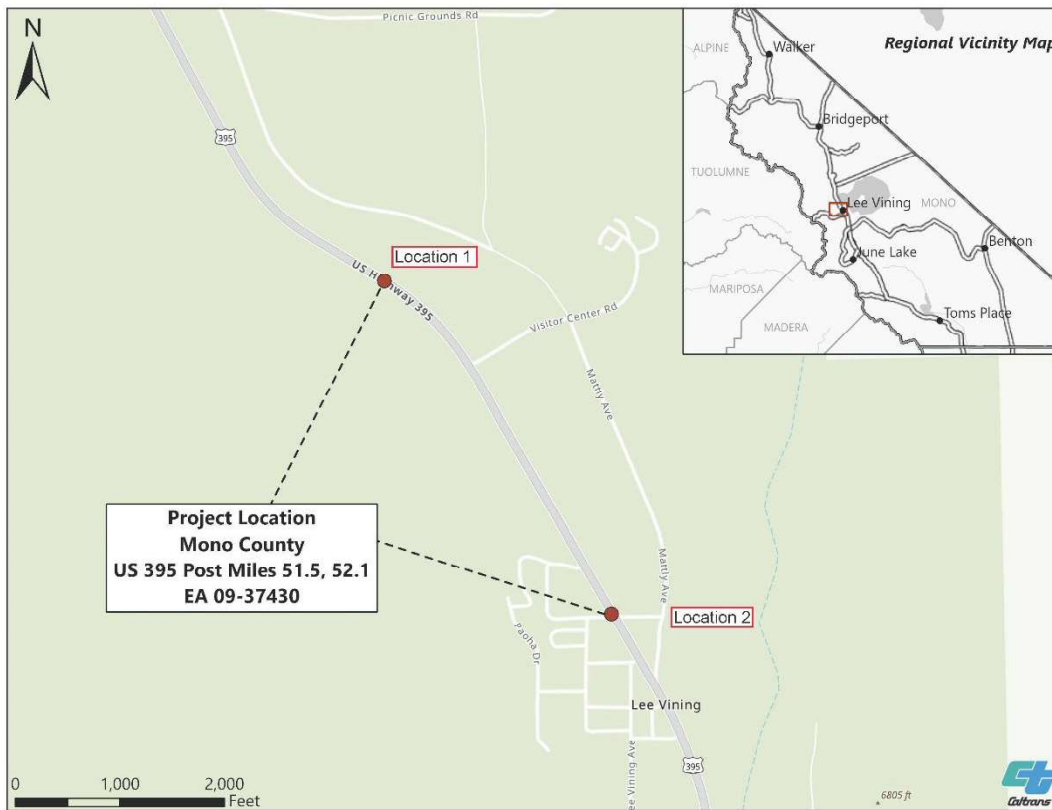 Picnic Grounds Rd
N
395
Location 1
US Highway 395
Visitor Center Rd
Mattly Ave
Project Location
Mono County
US 395 Post Miles 51.5, 52.1
EA 09-37430
Mattly Ave
Location 2
Paoha Dr
Lee Vining
Lee Vining Ave
395
0 1,000 2,000
Feet
6805 ft
Caltrans
Regional Vicinity Map
ALPINE
Walker
Bridgeport
TUOLUMNE
Lee Vining
MONO
Benton
June Lake
MARIPOSA
Toms Place
MADERA